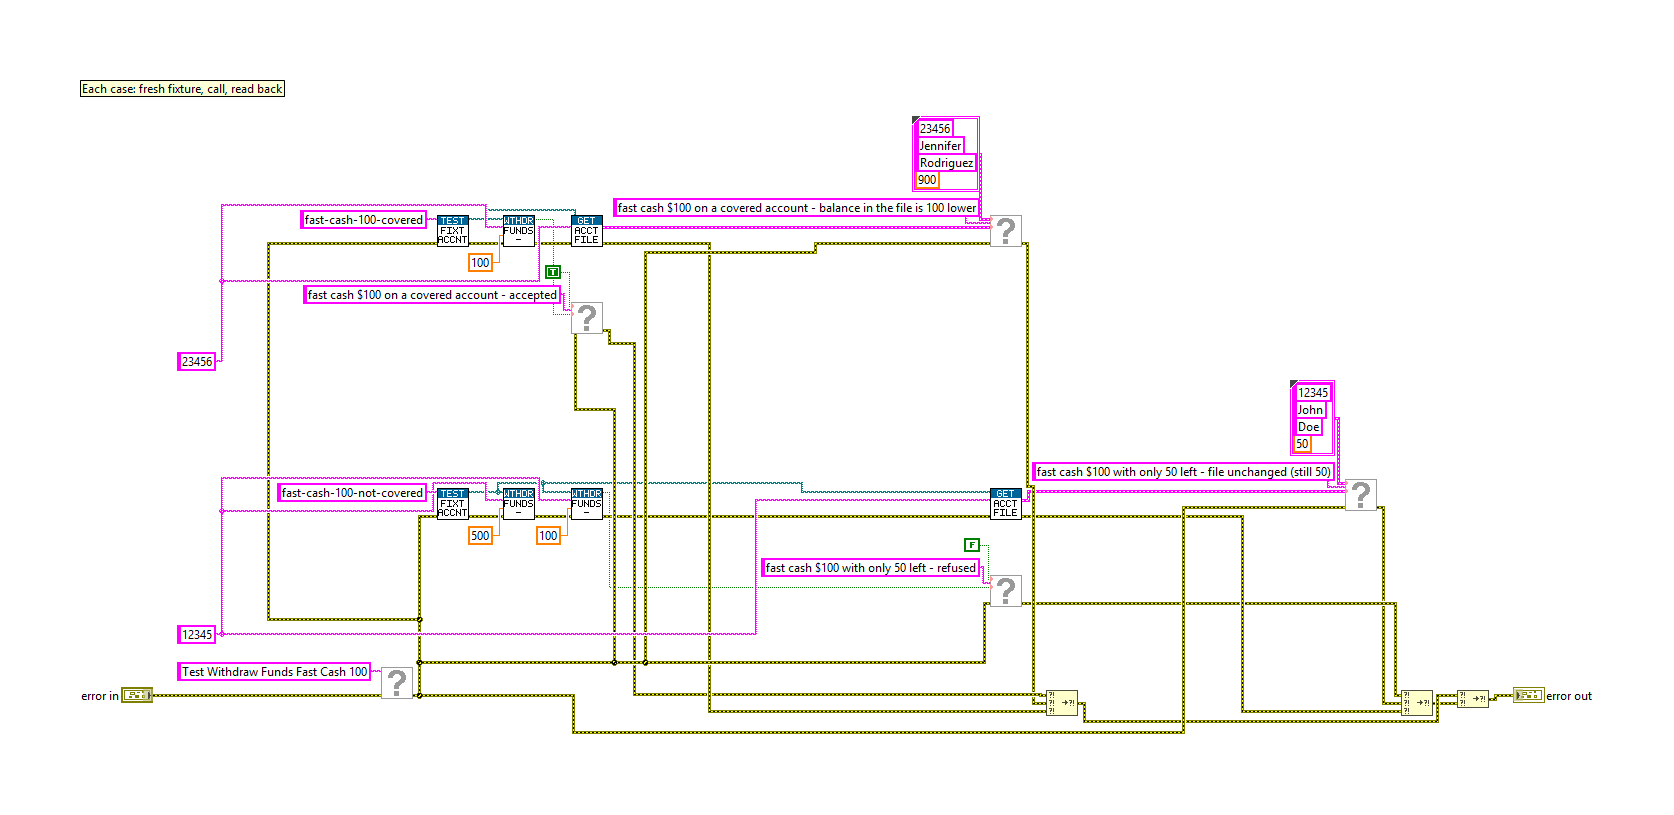 Each case: fresh fixture, call, read back
23456
Jennifer
Rodriguez
900
fast cash $100 on a covered account - balance in the file is 100 lower
fast-cash-100-covered
TEST
FIXT
ACCNT
WTHDR
FUNDS
-
GET
ACCT
FILE
?
100
T
fast cash $100 on a covered account - accepted
?
23456
12345
John
Doe
50
fast cash $100 with only 50 left - file unchanged (still 50)
?
fast-cash-100-not-covered
TEST
FIXT
ACCNT
WTHDR
FUNDS
-
WTHDR
FUNDS
-
GET
ACCT
FILE
500
100
F
fast cash $100 with only 50 left - refused
?
12345
Test Withdraw Funds Fast Cash 100
?
error in
?!
?!
?!
?!
?!
?!
?!
?!
?!
?!
?!
error out